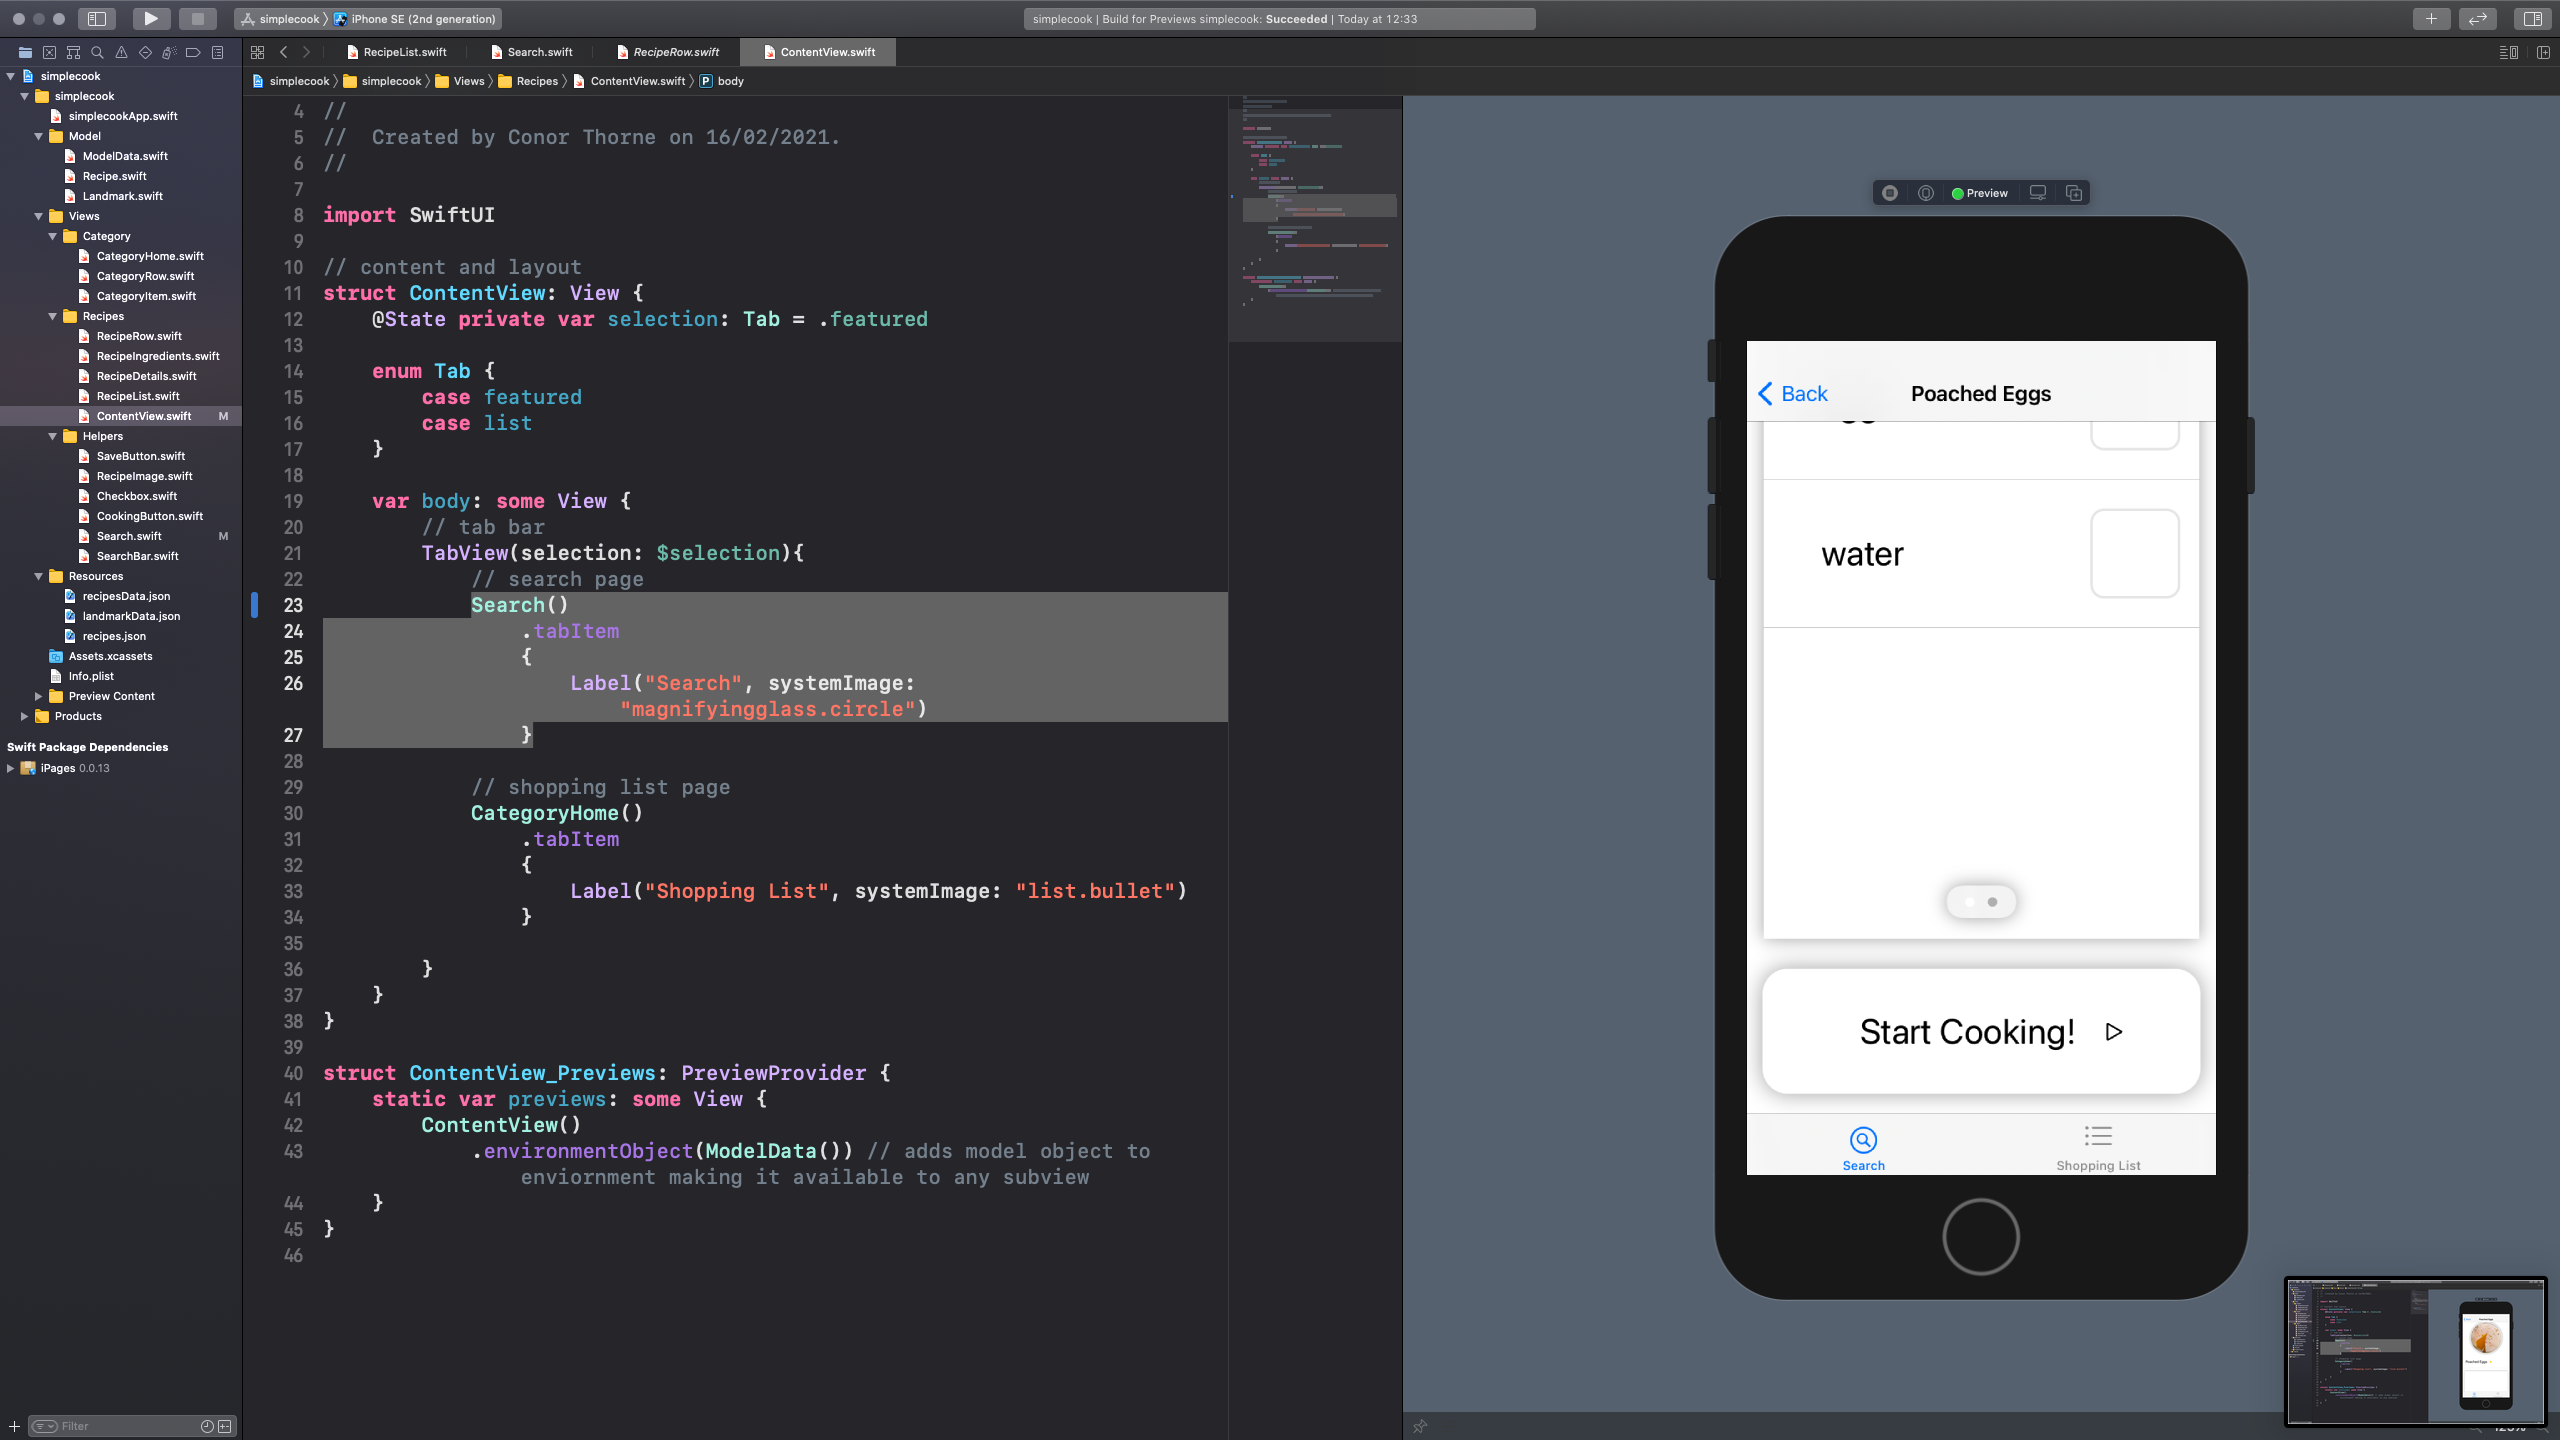 simplecook 〉 iPhone SE (2nd generation)
simplecook | Build for Previews simplecook: Succeeded | Today at 12:33
RecipeList.swift
Search.swift
RecipeRow.swift
ContentView.swift
simplecook 〉 simplecook 〉 Views 〉 Recipes 〉 ContentView.swift 〉 P body
simplecook
simplecook
simplecookApp.swift
Model
ModelData.swift
Recipe.swift
Landmark.swift
Views
Category
CategoryHome.swift
CategoryRow.swift
CategoryItem.swift
Recipes
RecipeRow.swift
RecipeIngredients.swift
RecipeDetails.swift
RecipeList.swift
ContentView.swift M
Helpers
SaveButton.swift
RecipeImage.swift
Checkbox.swift
CookingButton.swift
Search.swift M
SearchBar.swift
Resources
recipesData.json
landmarkData.json
recipes.json
Assets.xcassets
Info.plist
Preview Content
Products
Swift Package Dependencies
iPages 0.0.13
Filter
4 //
5 //  Created by Conor Thorne on 16/02/2021.
6 //
7
8 import SwiftUI
9
10 // content and layout
11 struct ContentView: View {
12     @State private var selection: Tab = .featured
13
14     enum Tab {
15         case featured
16         case list
17     }
18
19     var body: some View {
20         // tab bar
21         TabView(selection: $selection){
22             // search page
23             Search()
24                 .tabItem
25                 {
26                     Label("Search", systemImage:
                        "magnifyingglass.circle")
27                 }
28
29             // shopping list page
30             CategoryHome()
31                 .tabItem
32                 {
33                     Label("Shopping List", systemImage: "list.bullet")
34                 }
35
36         }
37     }
38 }
39
40 struct ContentView_Previews: PreviewProvider {
41     static var previews: some View {
42         ContentView()
43             .environmentObject(ModelData()) // adds model object to
                enviornment making it available to any subview
44     }
45 }
46
Preview
Back
Poached Eggs
water
Start Cooking!
Search
Shopping List